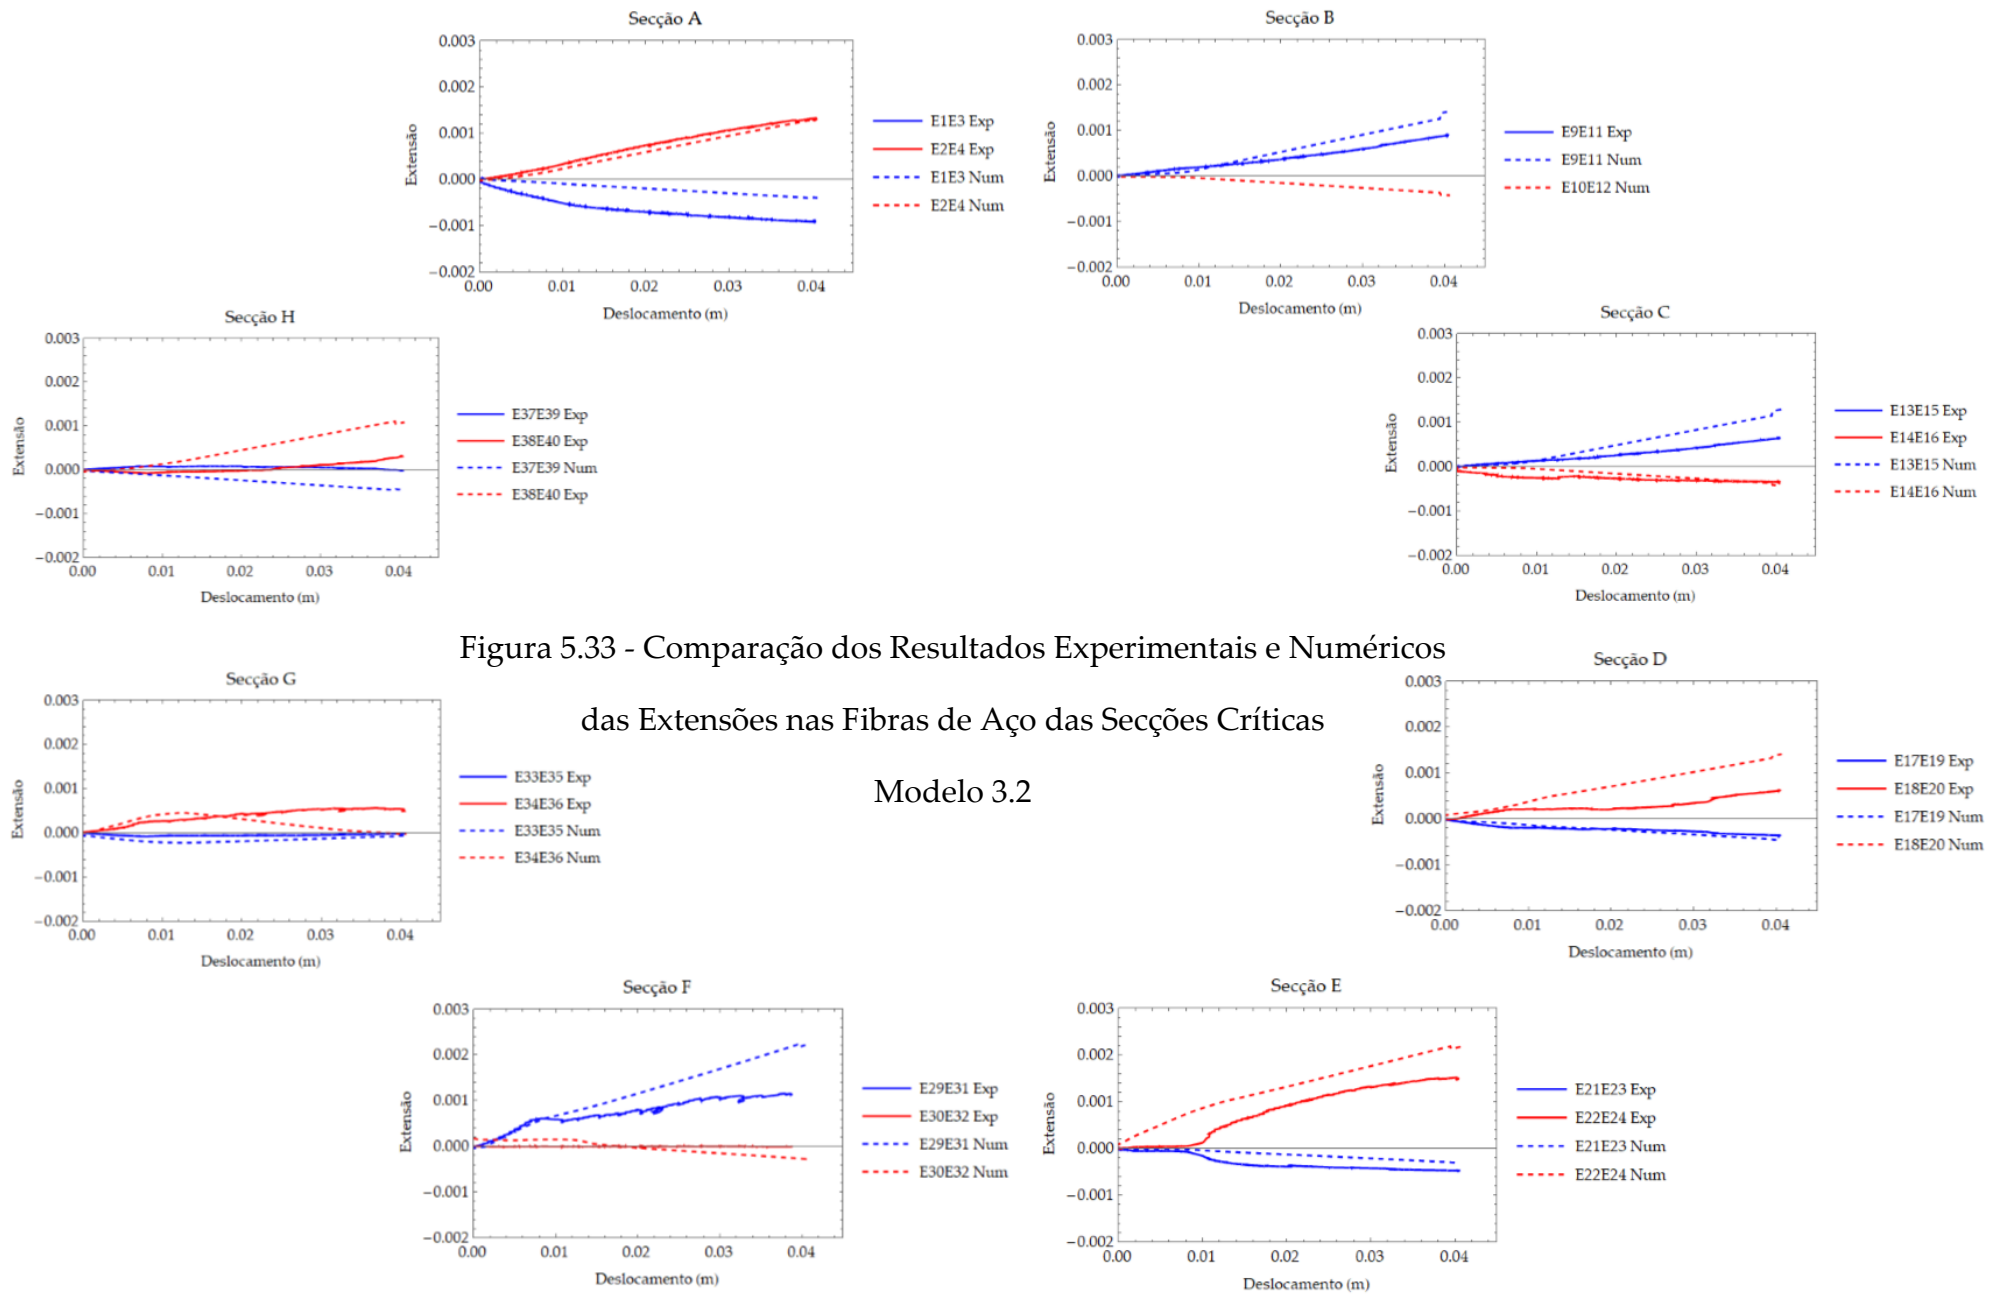 Secção A
0.003
0.002
0.001
0.000
−0.001
−0.002
Extensão
0.00 0.01 0.02 0.03 0.04
Deslocamento (m)
E1E3 Exp
E2E4 Exp
E1E3 Num
E2E4 Num
Secção B
0.003
0.002
0.001
0.000
−0.001
−0.002
Extensão
0.00 0.01 0.02 0.03 0.04
Deslocamento (m)
E9E11 Exp
E9E11 Num
E10E12 Num
Secção H
0.003
0.002
0.001
0.000
−0.001
−0.002
Extensão
0.00 0.01 0.02 0.03 0.04
Deslocamento (m)
E37E39 Exp
E38E40 Exp
E37E39 Num
E38E40 Exp
Secção C
0.003
0.002
0.001
0.000
−0.001
−0.002
Extensão
0.00 0.01 0.02 0.03 0.04
Deslocamento (m)
E13E15 Exp
E14E16 Exp
E13E15 Num
E14E16 Num
Figura 5.33 - Comparação dos Resultados Experimentais e Numéricos
das Extensões nas Fibras de Aço das Secções Críticas
Modelo 3.2
Secção G
0.003
0.002
0.001
0.000
−0.001
−0.002
Extensão
0.00 0.01 0.02 0.03 0.04
Deslocamento (m)
E33E35 Exp
E34E36 Exp
E33E35 Num
E34E36 Num
Secção D
0.003
0.002
0.001
0.000
−0.001
−0.002
Extensão
0.00 0.01 0.02 0.03 0.04
Deslocamento (m)
E17E19 Exp
E18E20 Exp
E17E19 Num
E18E20 Num
Secção F
0.003
0.002
0.001
0.000
−0.001
−0.002
Extensão
0.00 0.01 0.02 0.03 0.04
Deslocamento (m)
E29E31 Exp
E30E32 Exp
E29E31 Num
E30E32 Num
Secção E
0.003
0.002
0.001
0.000
−0.001
−0.002
Extensão
0.00 0.01 0.02 0.03 0.04
Deslocamento (m)
E21E23 Exp
E22E24 Exp
E21E23 Num
E22E24 Num